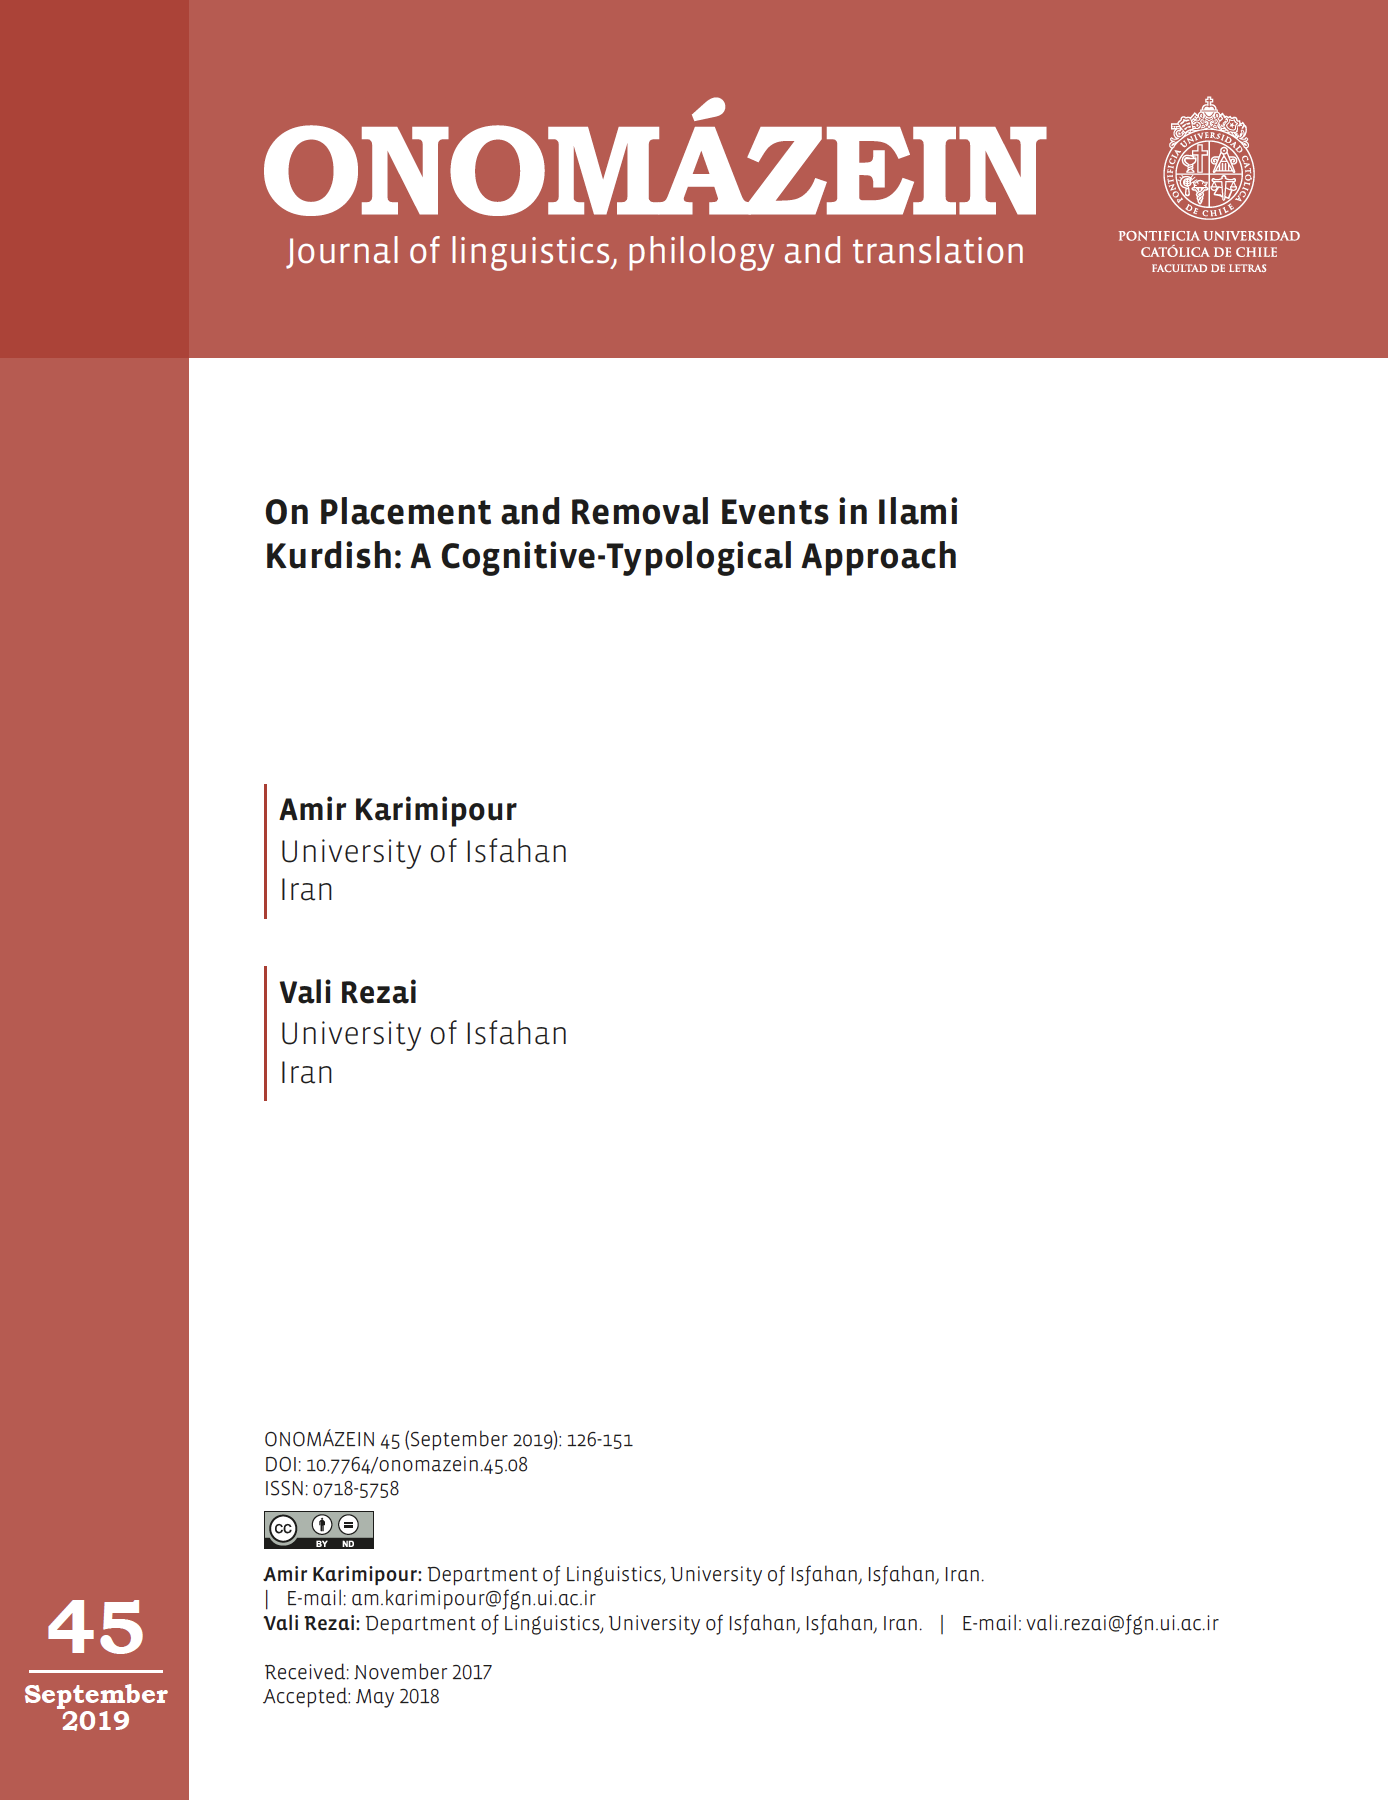 ONOMÁZEIN
Journal of linguistics, philology and translation
PONTIFICIA UNIVERSIDAD CATOLICA
DE CHILE
PONTIFICIA UNIVERSIDAD
CATÓLICA DE CHILE
FACULTAD DE LETRAS
On Placement and Removal Events in Ilami
Kurdish: A Cognitive-Typological Approach
Amir Karimipour
University of Isfahan
Iran
Vali Rezai
University of Isfahan
Iran
ONOMÁZEIN 45 (September 2019): 126-151
DOI: 10.7764/onomazein.45.08
ISSN: 0718-5758
cc
BY ND
Amir Karimipour: Department of Linguistics, University of Isfahan, Isfahan, Iran.
| E-mail: am.karimipour@fgn.ui.ac.ir
Vali Rezai: Department of Linguistics, University of Isfahan, Isfahan, Iran. | E-mail: vali.rezai@fgn.ui.ac.ir
Received: November 2017
Accepted: May 2018
45
September
2019